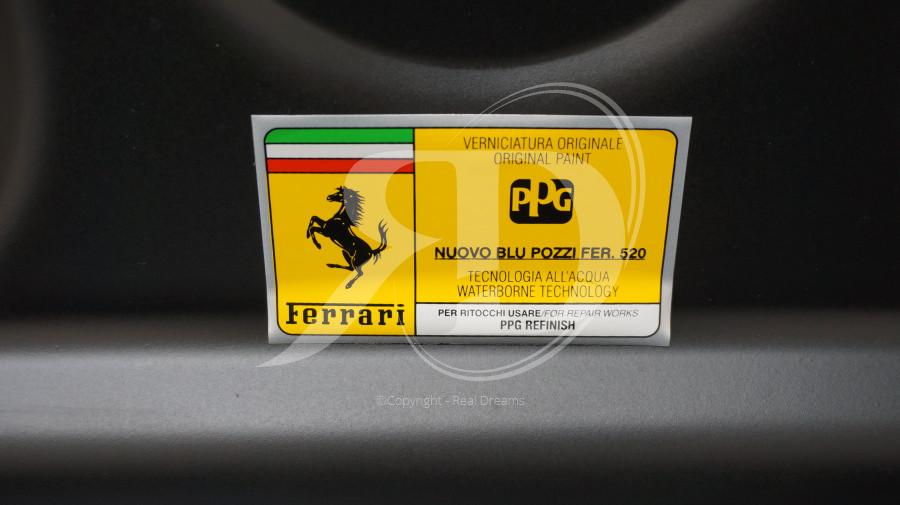 VERNICIATURA ORIGINALE
ORIGINAL PAINT
PPG
NUOVO BLU POZZI FER. 520
TECNOLOGIA ALL'ACQUA
WATERBORNE TECHNOLOGY
Ferrari
PER RITOCCHI USARE/FOR REPAIR WORKS
PPG REFINISH
©Copyright - Real Dreams